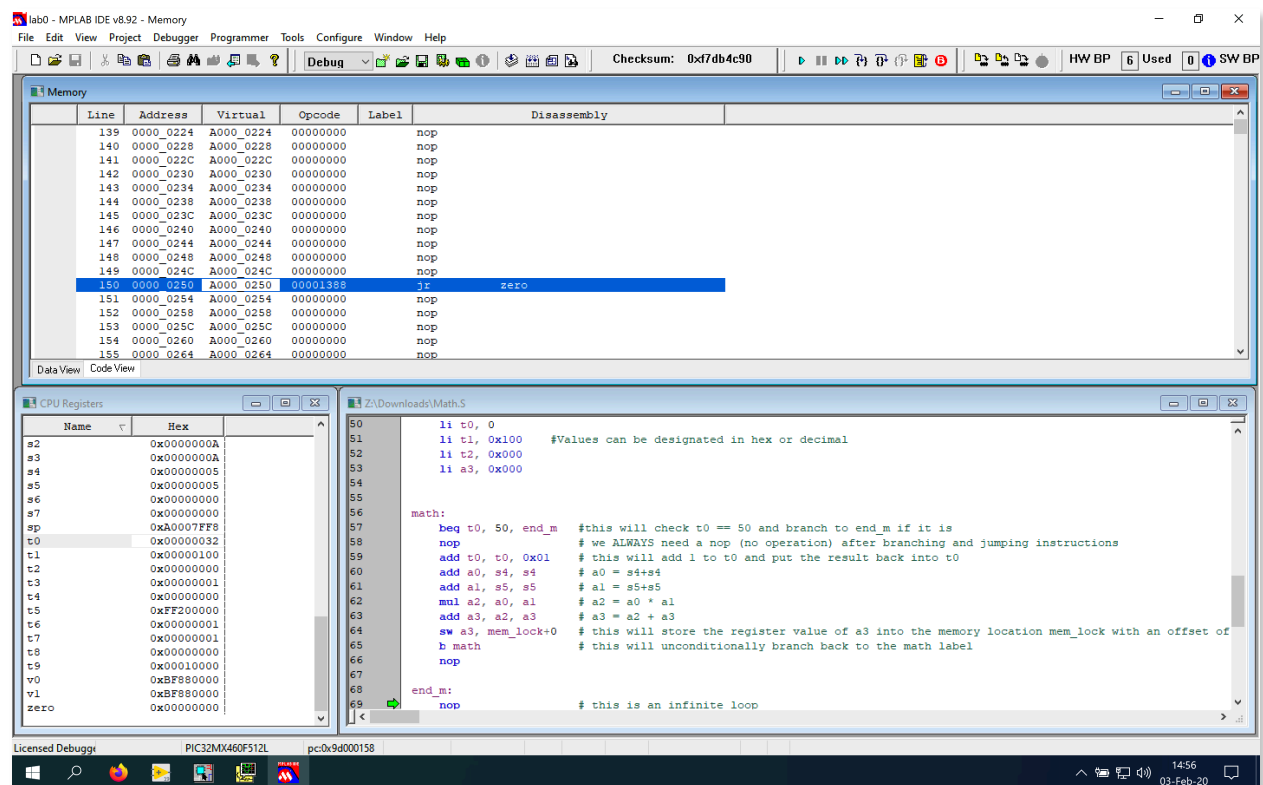 lab0 - MPLAB IDE v8.92 - Memory
File Edit View Project Debugger Programmer Tools Configure Window Help
Debug Checksum: 0xf7db4c90 HW BP 6 Used 0 SW BP
Memory
Line Address Virtual Opcode Label Disassembly
139 0000_0224 A000_0224 00000000 nop
140 0000_0228 A000_0228 00000000 nop
141 0000_022C A000_022C 00000000 nop
142 0000_0230 A000_0230 00000000 nop
143 0000_0234 A000_0234 00000000 nop
144 0000_0238 A000_0238 00000000 nop
145 0000_023C A000_023C 00000000 nop
146 0000_0240 A000_0240 00000000 nop
147 0000_0244 A000_0244 00000000 nop
148 0000_0248 A000_0248 00000000 nop
149 0000_024C A000_024C 00000000 nop
150 0000_0250 A000_0250 00001388 jr zero
151 0000_0254 A000_0254 00000000 nop
152 0000_0258 A000_0258 00000000 nop
153 0000_025C A000_025C 00000000 nop
154 0000_0260 A000_0260 00000000 nop
155 0000_0264 A000_0264 00000000 nop
Data View Code View
CPU Registers
Name Hex
s2 0x0000000A
s3 0x0000000A
s4 0x00000005
s5 0x00000005
s6 0x00000000
s7 0x00000000
sp 0xA0007FF8
t0 0x00000032
t1 0x00000100
t2 0x00000000
t3 0x00000001
t4 0x00000000
t5 0xFF200000
t6 0x00000001
t7 0x00000001
t8 0x00000000
t9 0x00010000
v0 0xBF880000
v1 0xBF880000
zero 0x00000000
Z:\Downloads\Math.S
50 li t0, 0
51 li t1, 0x100 #Values can be designated in hex or decimal
52 li t2, 0x000
53 li a3, 0x000
54
55
56 math:
57 beq t0, 50, end_m #this will check t0 == 50 and branch to end_m if it is
58 nop # we ALWAYS need a nop (no operation) after branching and jumping instructions
59 add t0, t0, 0x01 # this will add 1 to t0 and put the result back into t0
60 add a0, s4, s4 # a0 = s4+s4
61 add a1, s5, s5 # a1 = s5+s5
62 mul a2, a0, a1 # a2 = a0 * a1
63 add a3, a2, a3 # a3 = a2 + a3
64 sw a3, mem_lock+0 # this will store the register value of a3 into the memory location mem_lock with an offset of
65 b math # this will unconditionally branch back to the math label
66 nop
67
68 end_m:
69 nop # this is an infinite loop
Licensed Debugge PIC32MX460F512L pc:0x9d000158
14:56
03-Feb-20